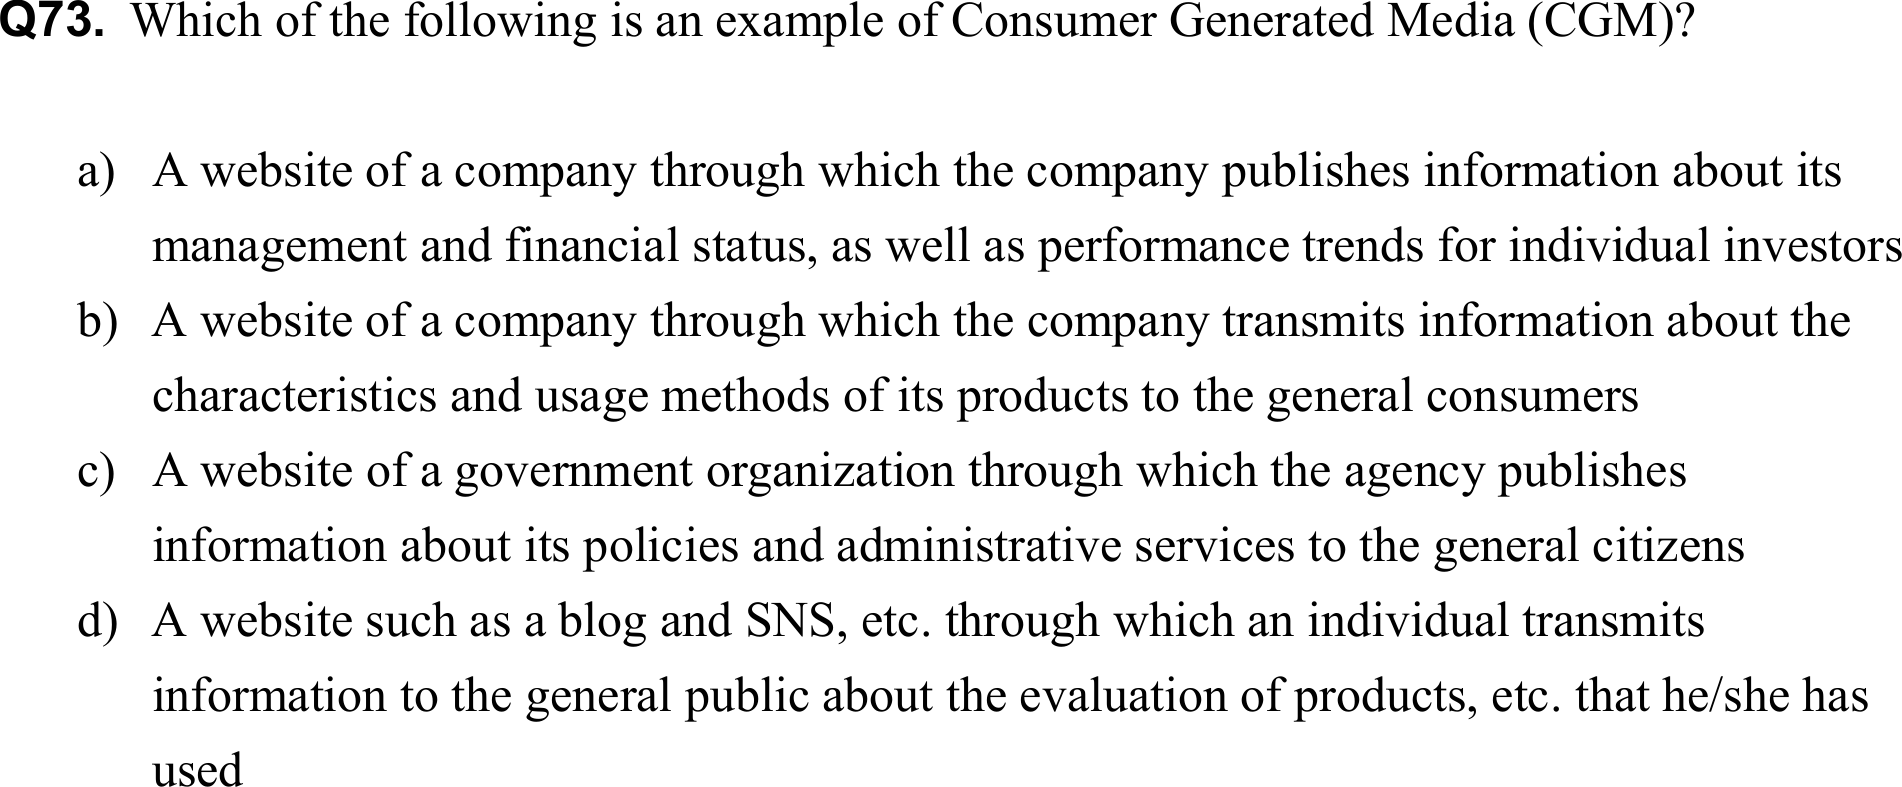 Q73. Which of the following is an example of Consumer Generated Media (CGM)?
a) A website of a company through which the company publishes information about its
management and financial status, as well as performance trends for individual investors
b) A website of a company through which the company transmits information about the
characteristics and usage methods of its products to the general consumers
c) A website of a government organization through which the agency publishes
information about its policies and administrative services to the general citizens
d) A website such as a blog and SNS, etc. through which an individual transmits
information to the general public about the evaluation of products, etc. that he/she has
used